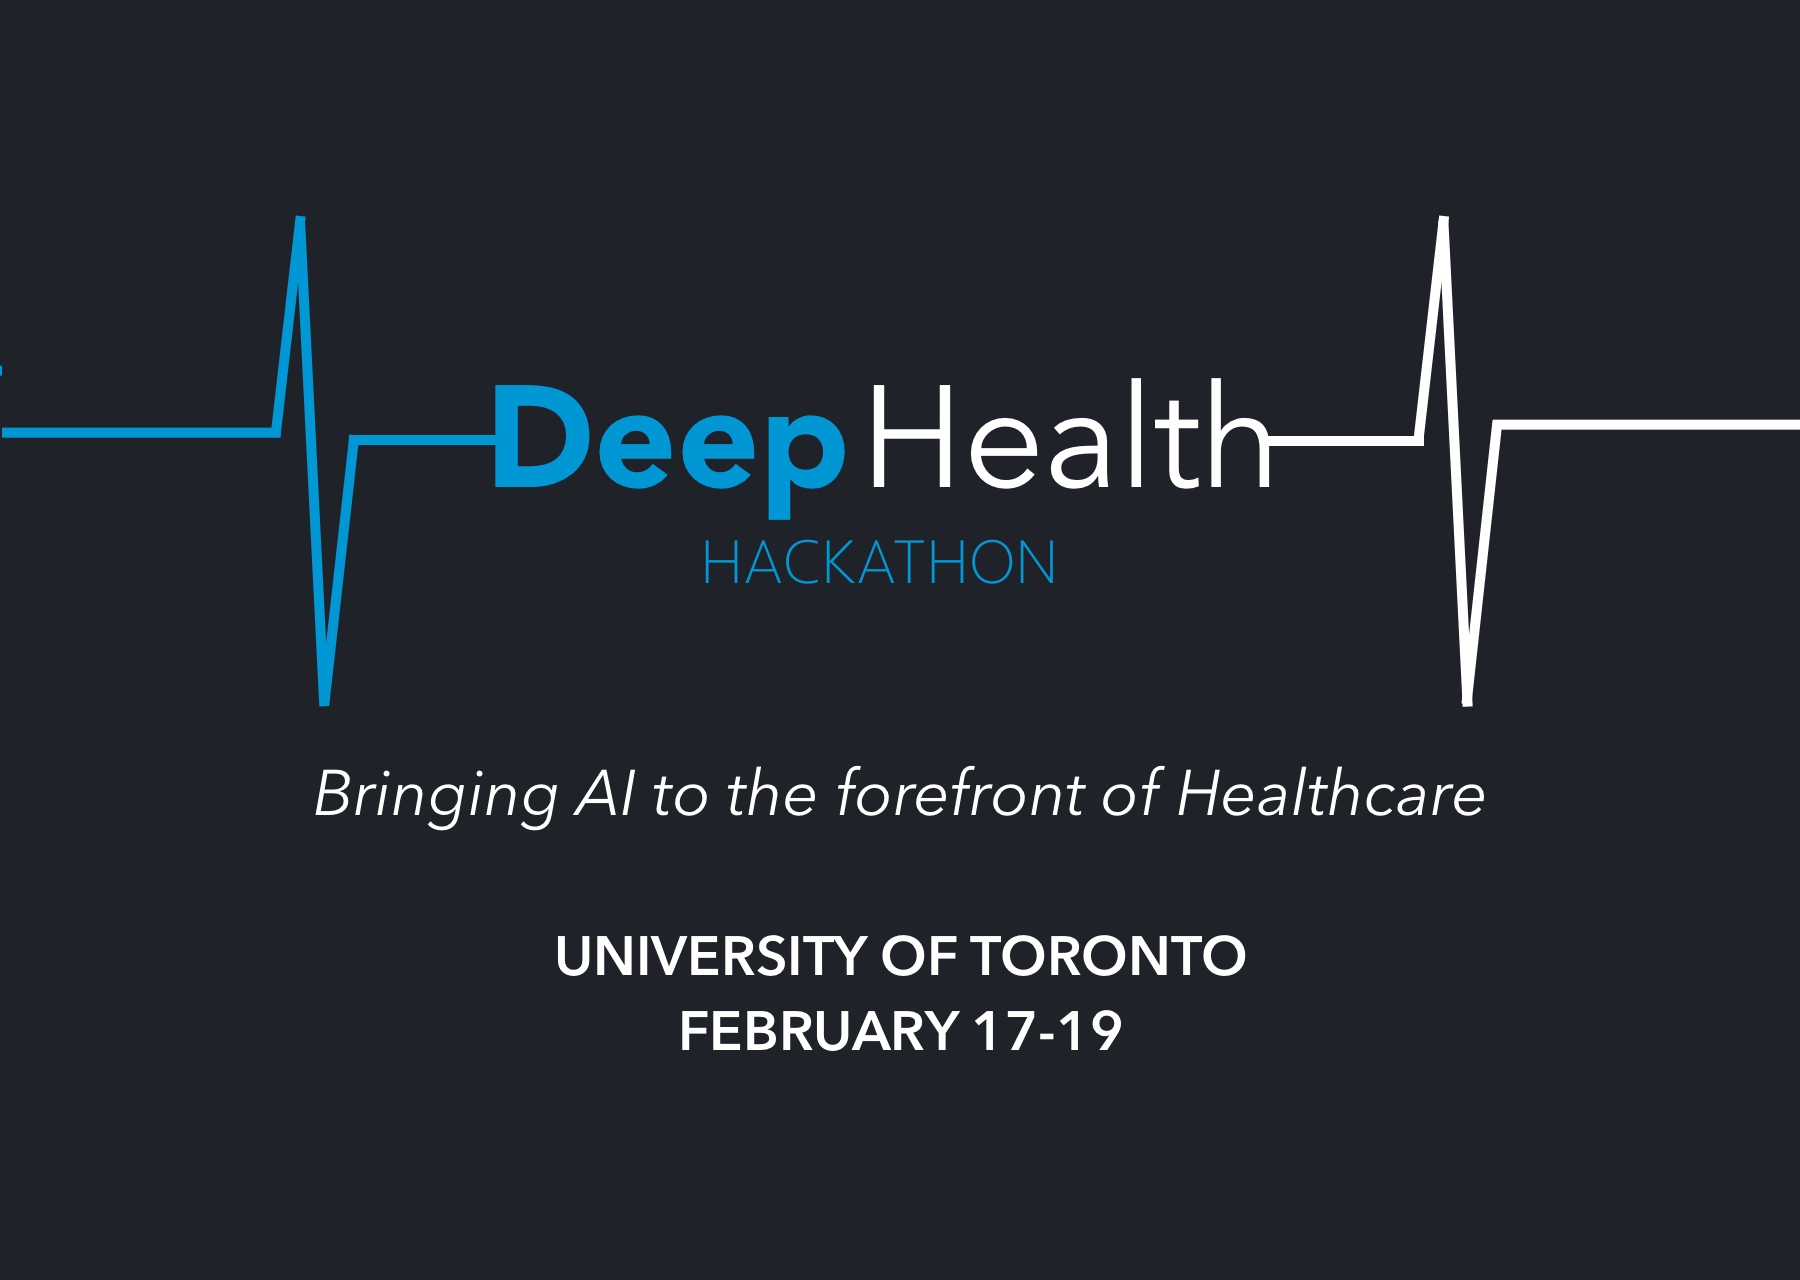 DeepHealth
HACKATHON
Bringing AI to the forefront of Healthcare
UNIVERSITY OF TORONTO
FEBRUARY 17-19